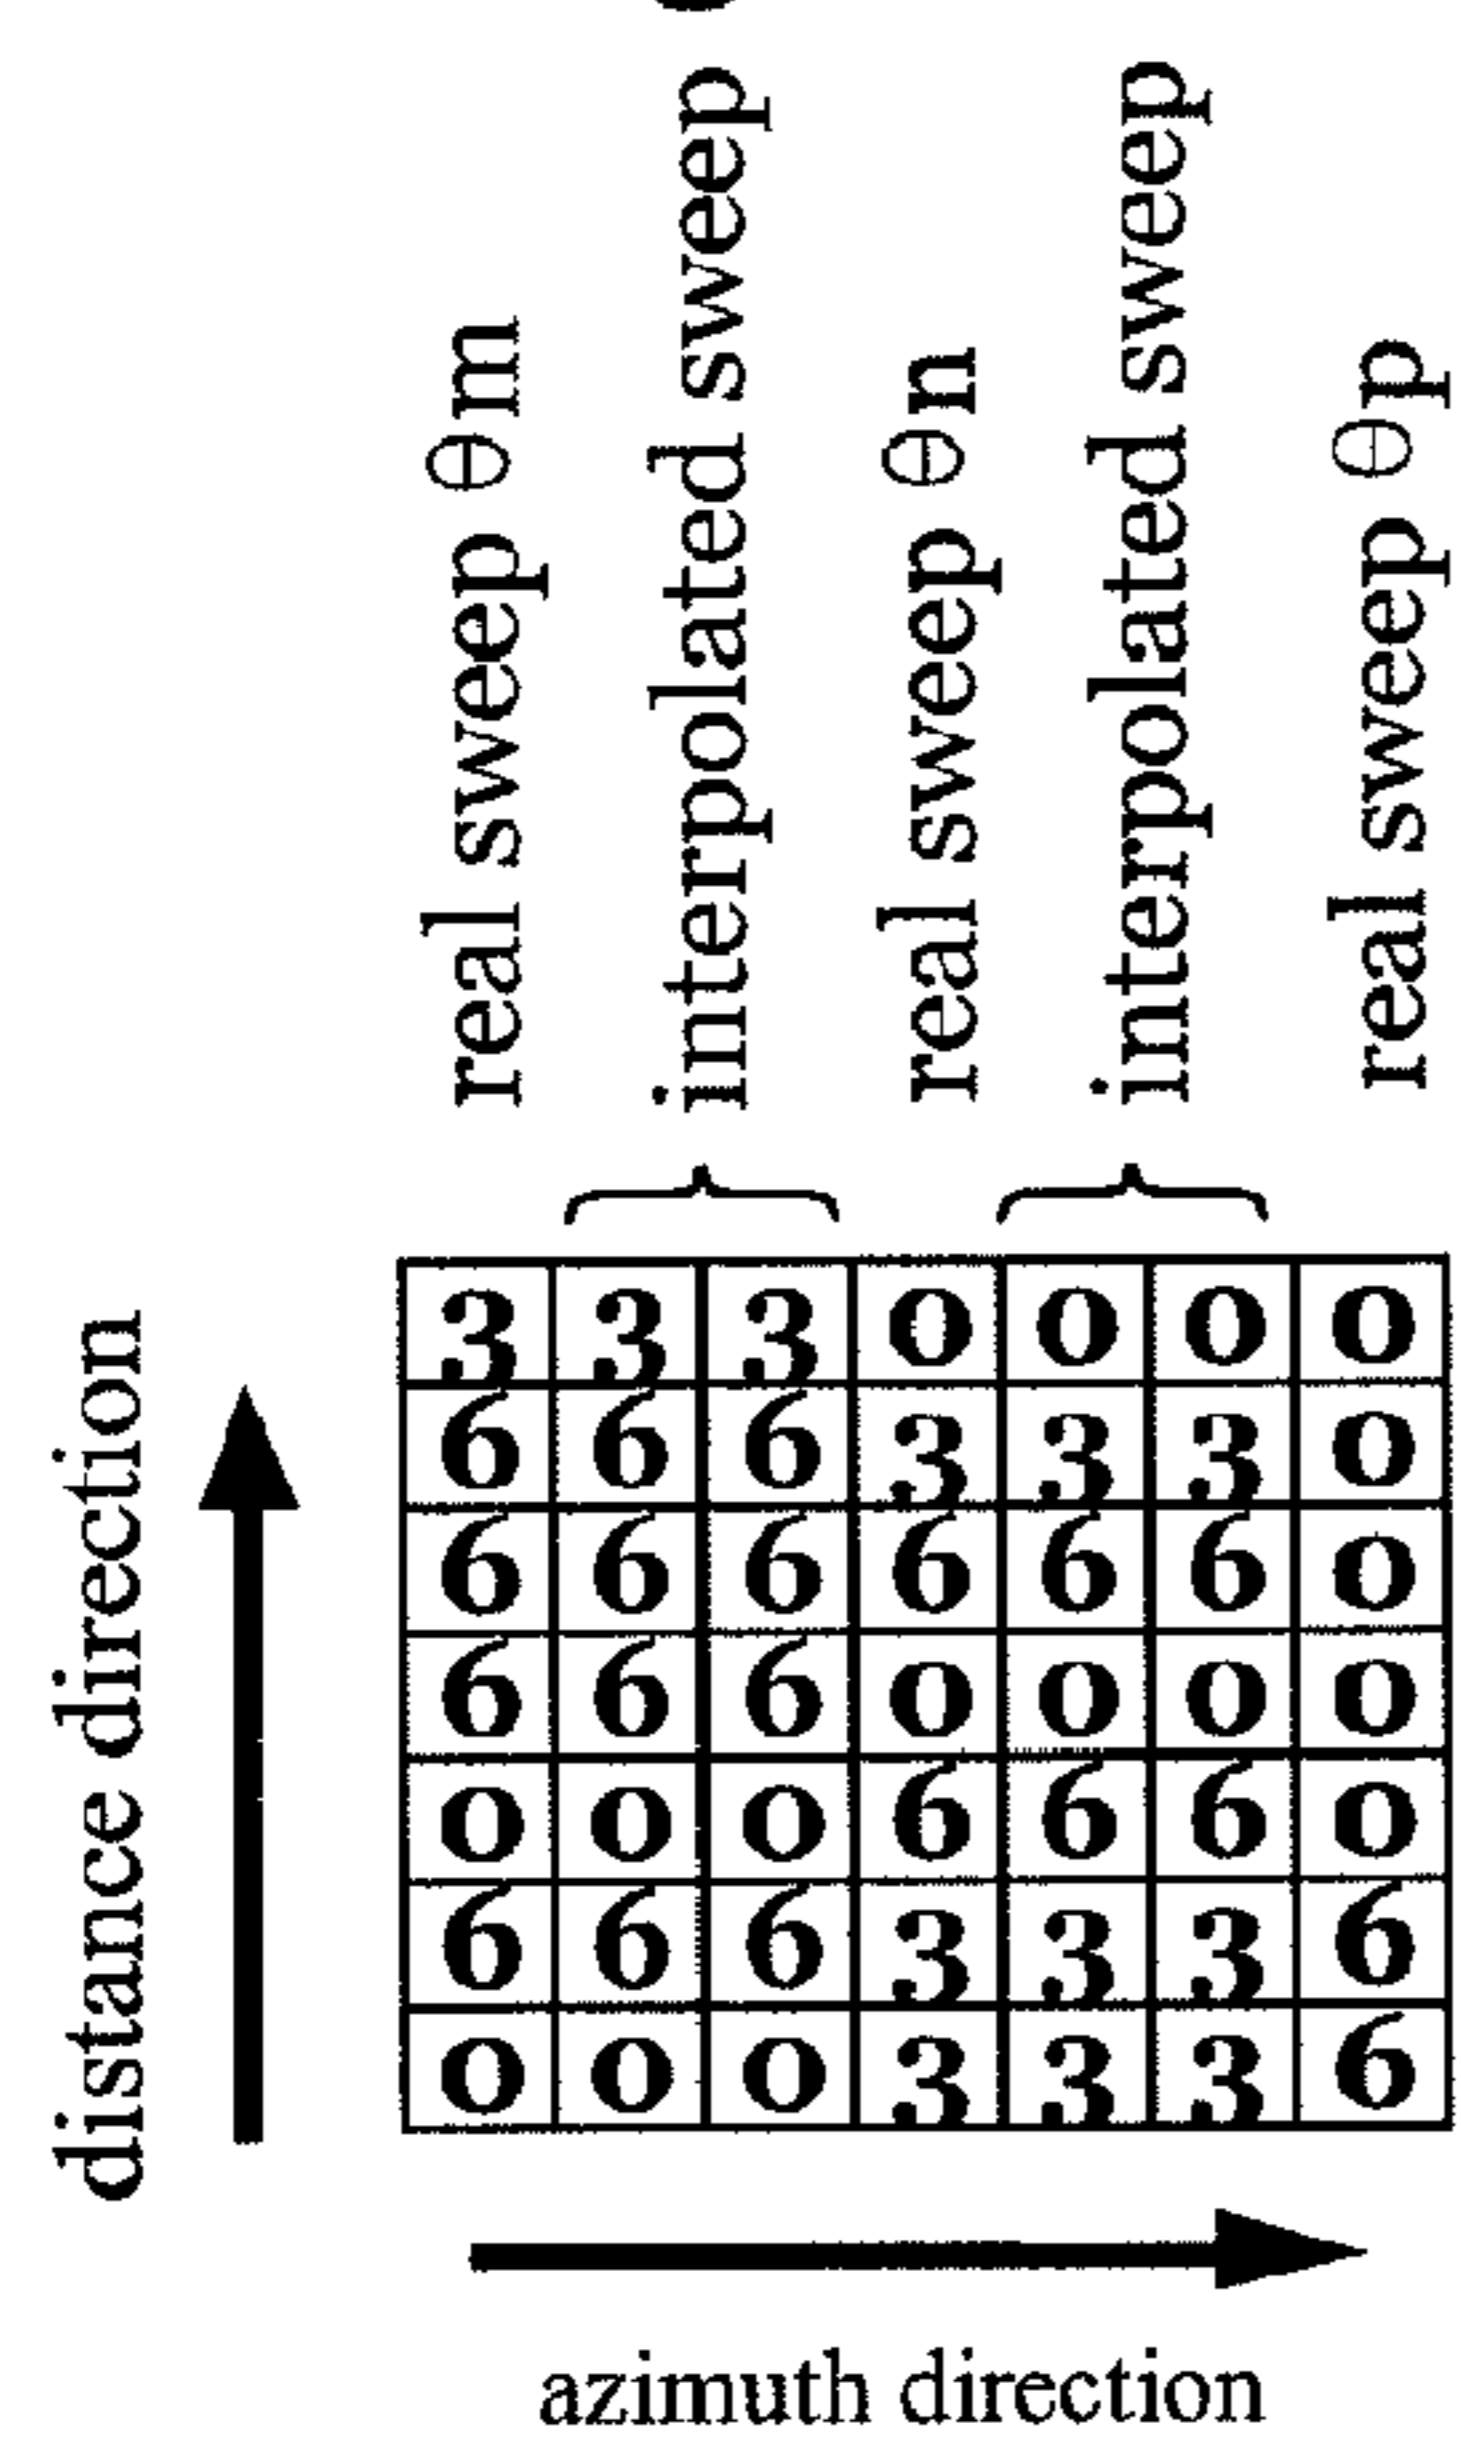 real sweep θm
interpolated sweep
real sweep θn
interpolated sweep
real sweep θp
distance direction
3 3 3 0 0 0 0
6 6 6 3 3 3 0
6 6 6 6 6 6 0
6 6 6 0 0 0 0
0 0 0 6 6 6 0
6 6 6 3 3 3 6
0 0 0 3 3 3 6
azimuth direction